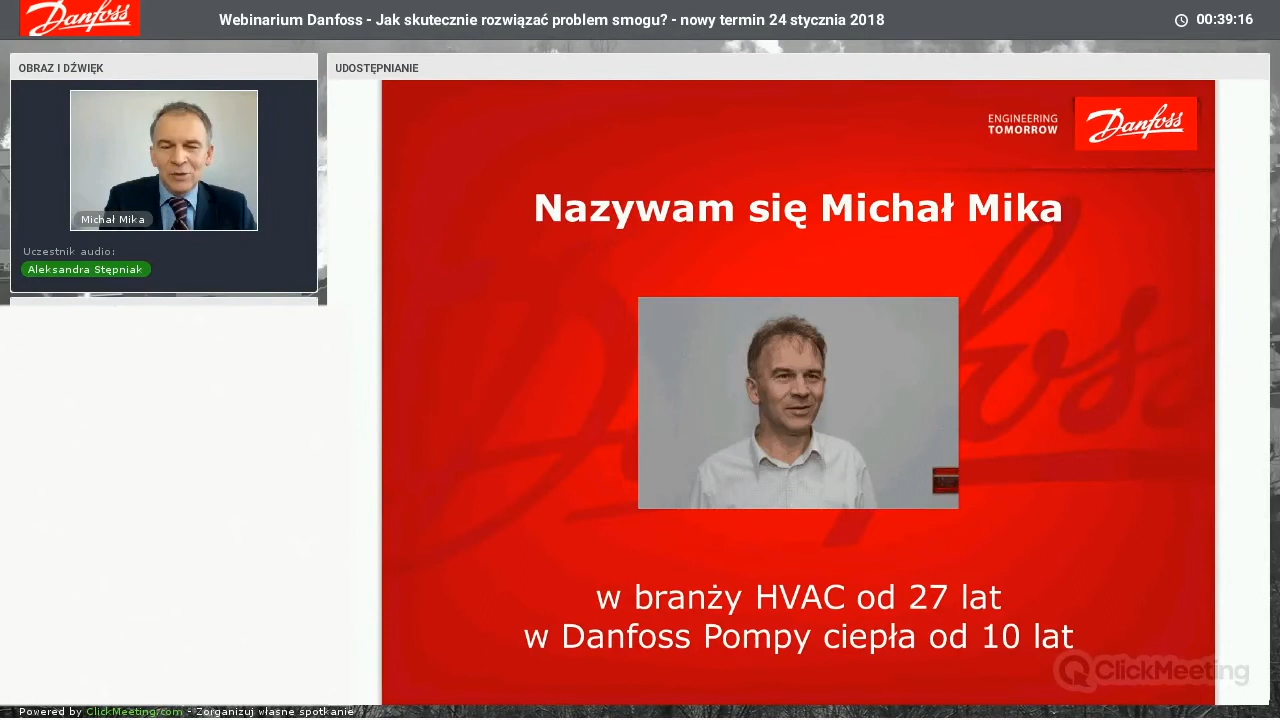 Danfoss
Webinarium Danfoss - Jak skutecznie rozwiązać problem smogu? - nowy termin 24 stycznia 2018
00:39:16
OBRAZ I DŹWIĘK
Michał Mika
Uczestnik audio:
Aleksandra Stępniak
UDOSTĘPNIANIE
ENGINEERING
TOMORROW
Danfoss
Nazywam się Michał Mika
w branży HVAC od 27 lat
w Danfoss Pompy ciepła od 10 lat
ClickMeeting
Powered by ClickMeeting.com - Zorganizuj własne spotkanie